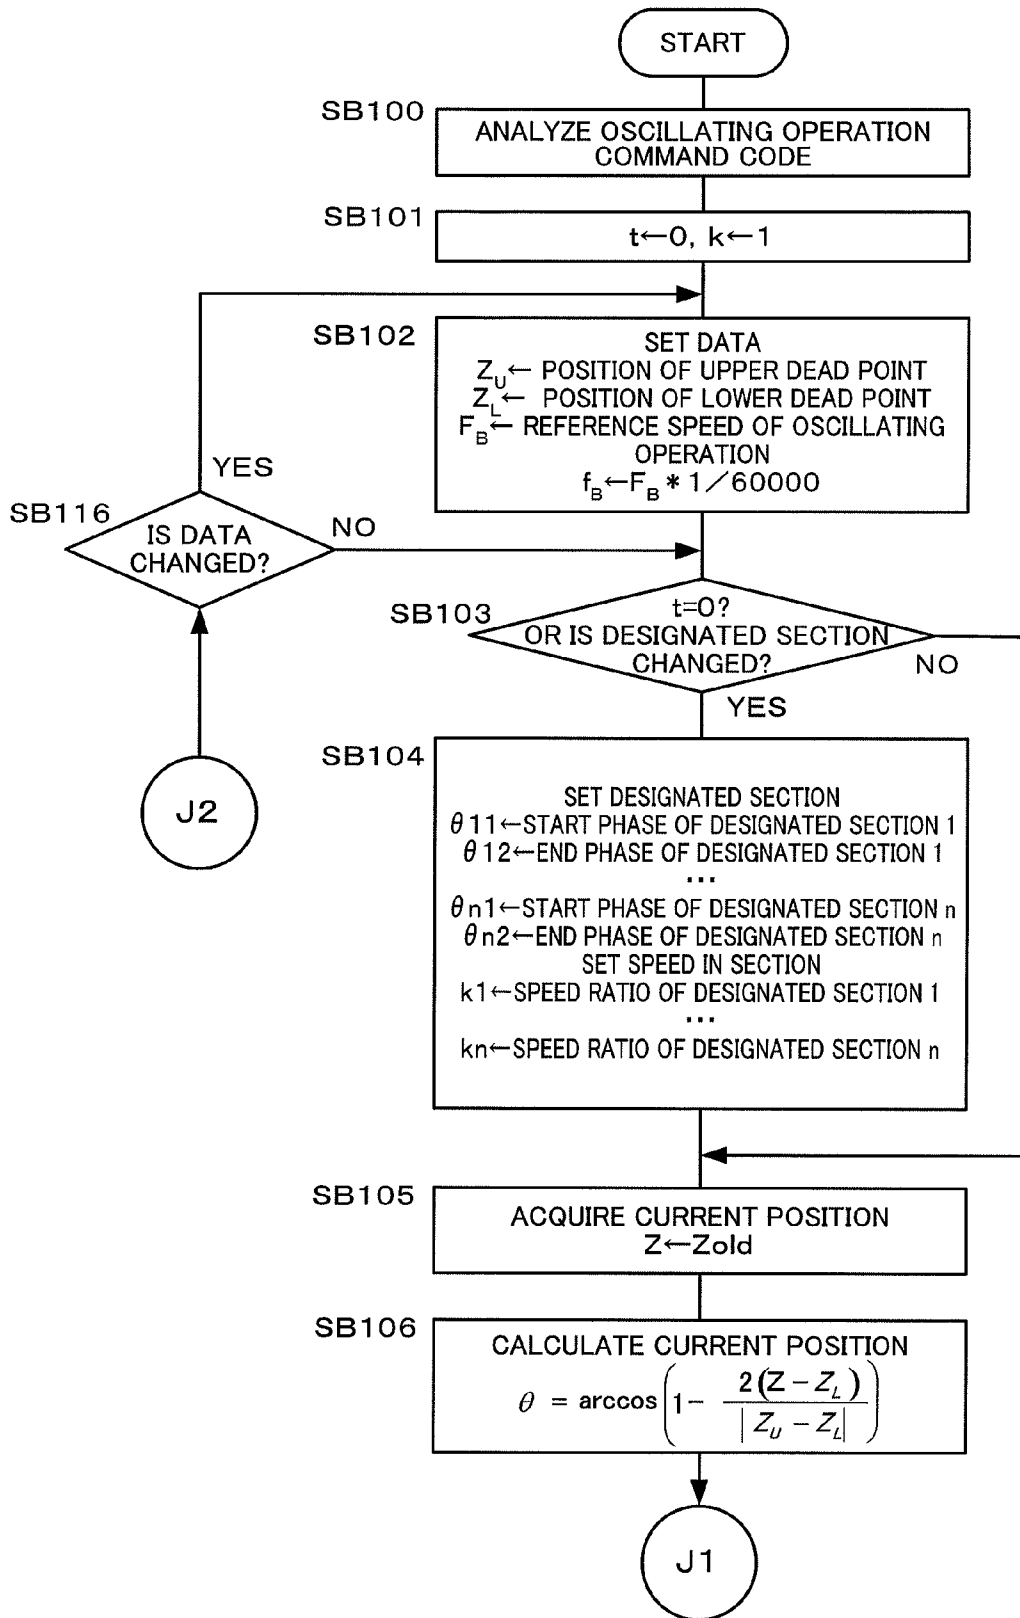 START
SB100
ANALYZE OSCILLATING OPERATION
COMMAND CODE
SB101
t←0, k←1
SB102
SET DATA
Z_U← POSITION OF UPPER DEAD POINT
Z_L← POSITION OF LOWER DEAD POINT
F_B← REFERENCE SPEED OF OSCILLATING
OPERATION
f_B←F_B * 1/60000
YES
SB116
IS DATA
CHANGED?
NO
SB103
t=0?
OR IS DESIGNATED SECTION
CHANGED?
NO
YES
J2
SB104
SET DESIGNATED SECTION
θ11←START PHASE OF DESIGNATED SECTION 1
θ12←END PHASE OF DESIGNATED SECTION 1
...
θn1←START PHASE OF DESIGNATED SECTION n
θn2←END PHASE OF DESIGNATED SECTION n
SET SPEED IN SECTION
k1←SPEED RATIO OF DESIGNATED SECTION 1
...
kn←SPEED RATIO OF DESIGNATED SECTION n
SB105
ACQUIRE CURRENT POSITION
Z←Zold
SB106
CALCULATE CURRENT POSITION
θ = arccos(1- 2(Z-Z_L) / |Z_U-Z_L|)
J1